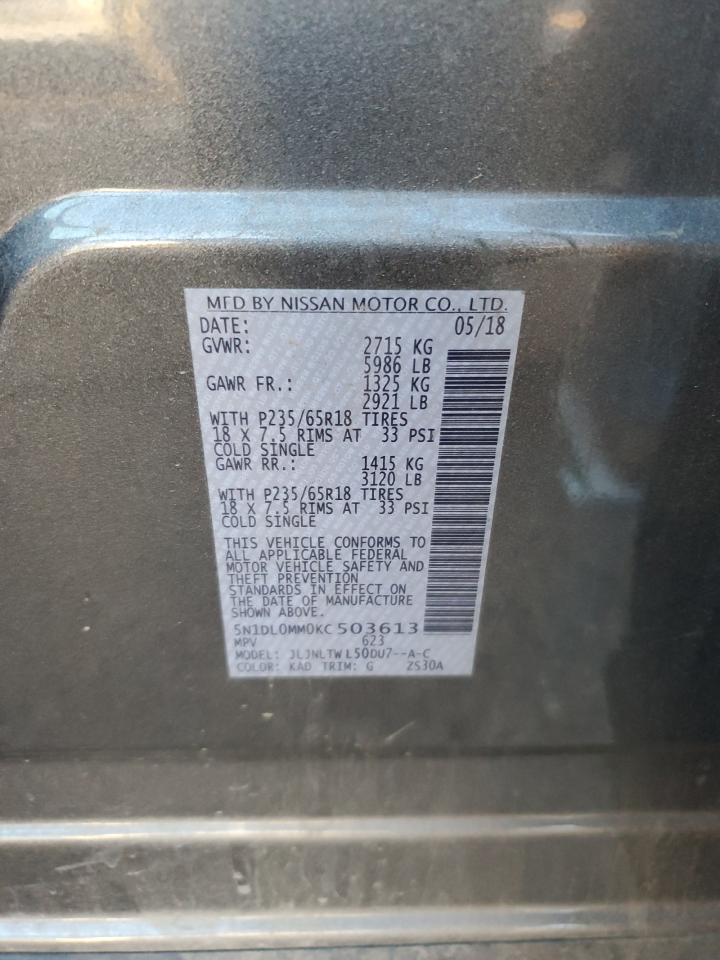 MFD BY NISSAN MOTOR CO., LTD.
DATE: 05/18
GVWR: 2715 KG
5986 LB
GAWR FR.: 1325 KG
2921 LB
WITH P235/65R18 TIRES
18 X 7.5 RIMS AT 33 PSI
COLD SINGLE
GAWR RR.: 1415 KG
3120 LB
WITH P235/65R18 TIRES
18 X 7.5 RIMS AT 33 PSI
COLD SINGLE
THIS VEHICLE CONFORMS TO
ALL APPLICABLE FEDERAL
MOTOR VEHICLE SAFETY AND
THEFT PREVENTION
STANDARDS IN EFFECT ON
THE DATE OF MANUFACTURE
SHOWN ABOVE.
5N1DL0MM0KC503613
MPV 623
MODEL: JLJNLTWL50DU7--A-C
COLOR: KAD TRIM: G ZS30A